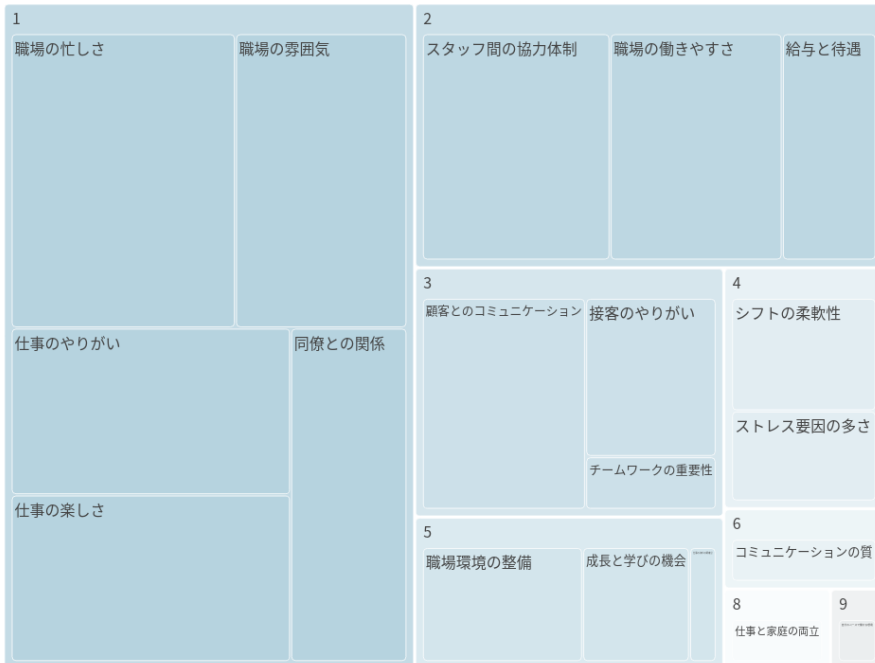 1
職場の忙しさ
職場の雰囲気
仕事のやりがい
同僚との関係
仕事の楽しさ
2
スタッフ間の協力体制
職場の働きやすさ
給与と待遇
3
顧客とのコミュニケーション
接客のやりがい
チームワークの重要性
4
シフトの柔軟性
ストレス要因の多さ
5
職場環境の整備
成長と学びの機会
6
コミュニケーションの質
8
仕事と家庭の両立
9